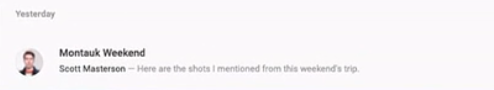 Yesterday
Montauk Weekend
Scott Masterson — Here are the shots I mentioned from this weekend's trip.